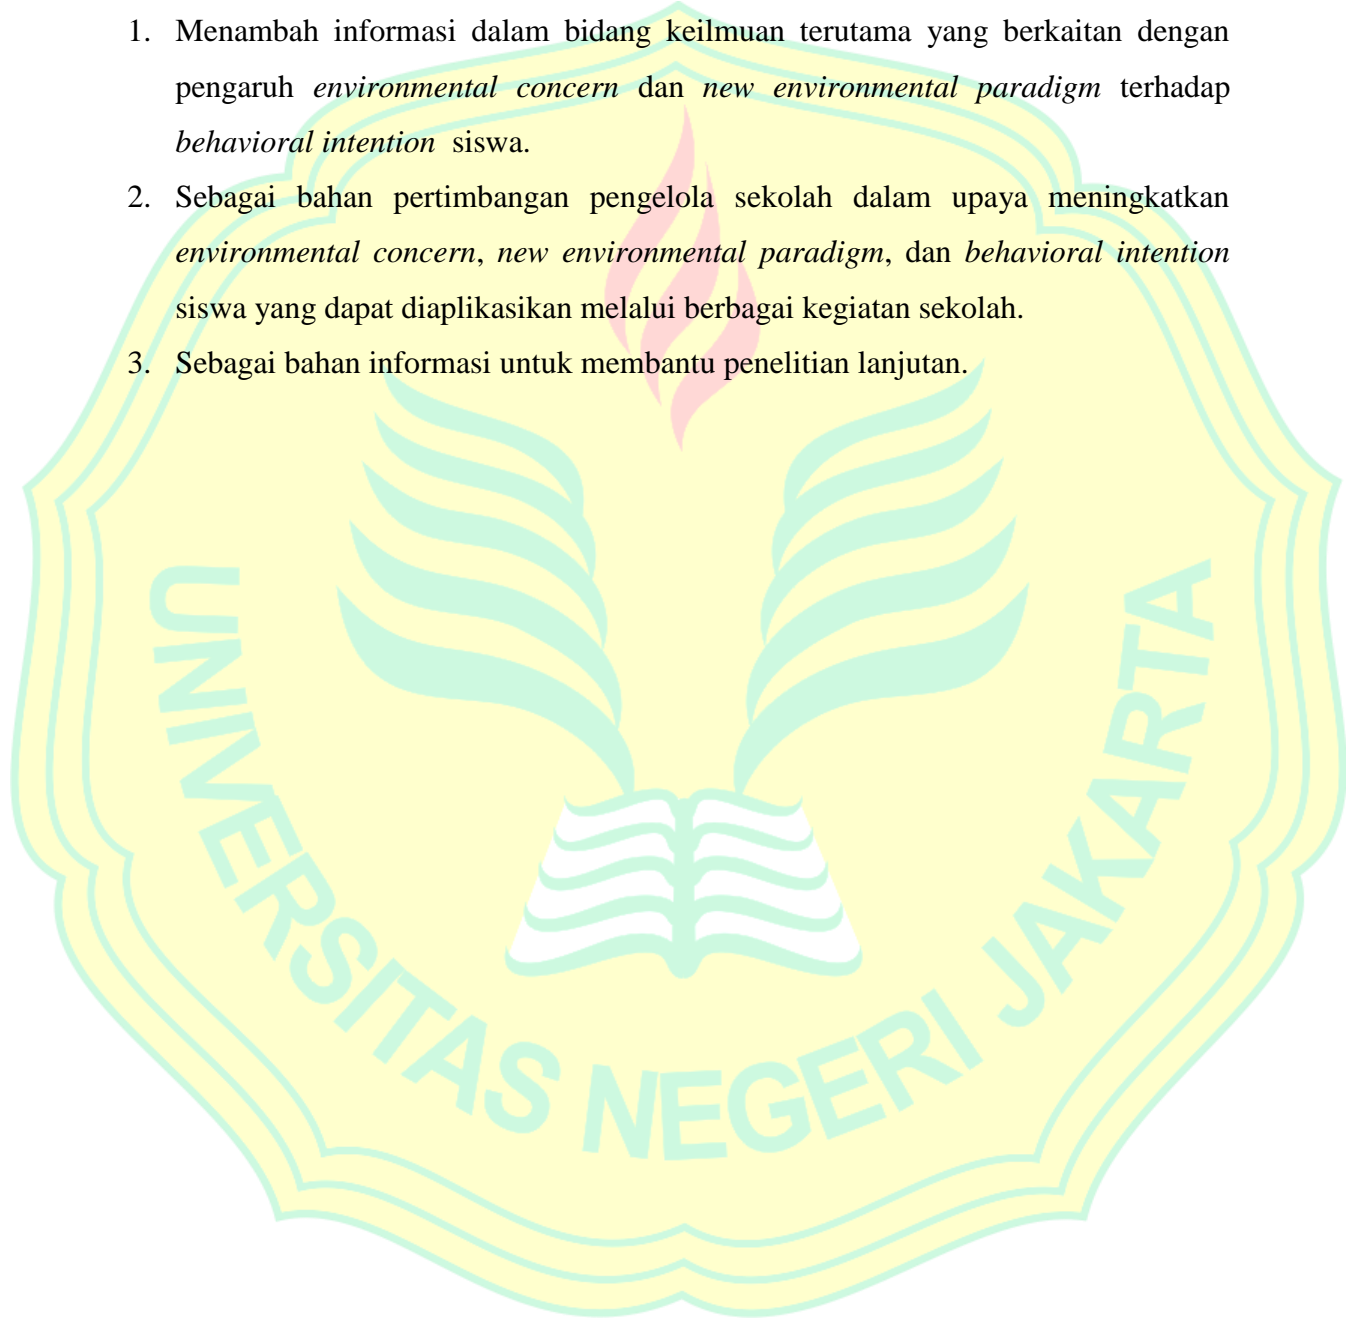 1. Menambah informasi dalam bidang keilmuan terutama yang berkaitan dengan
pengaruh environmental concern dan new environmental paradigm terhadap
behavioral intention siswa.
2. Sebagai bahan pertimbangan pengelola sekolah dalam upaya meningkatkan
environmental concern, new environmental paradigm, dan behavioral intention
siswa yang dapat diaplikasikan melalui berbagai kegiatan sekolah.
3. Sebagai bahan informasi untuk membantu penelitian lanjutan.
UNIVERSITAS NEGERI JAKARTA